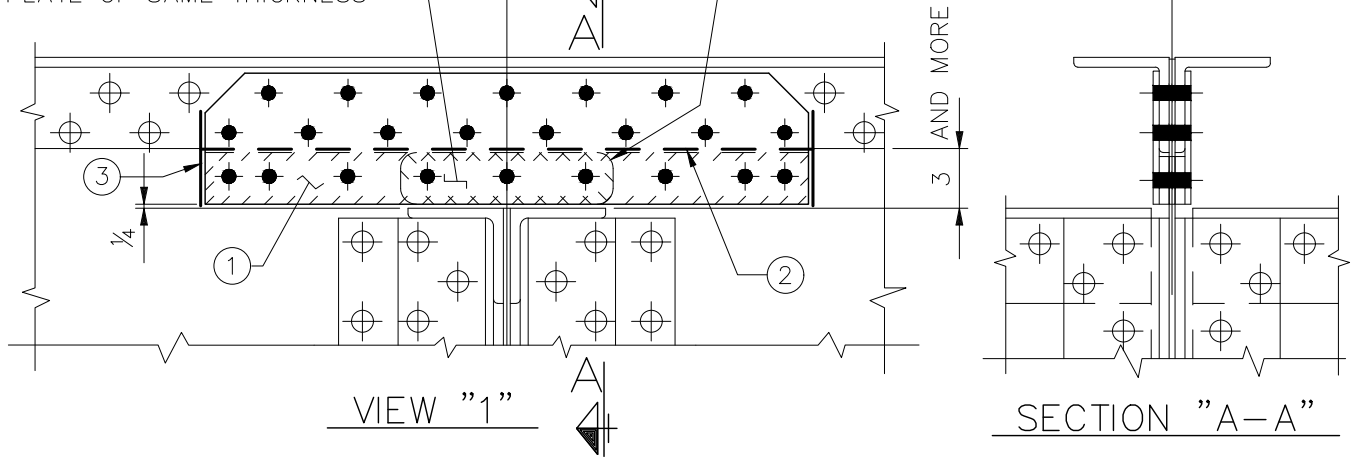 PLATE OF SAME THICKNESS
A
3 AND MORE
3
1/4
1
2
A
VIEW "1"
SECTION "A-A"